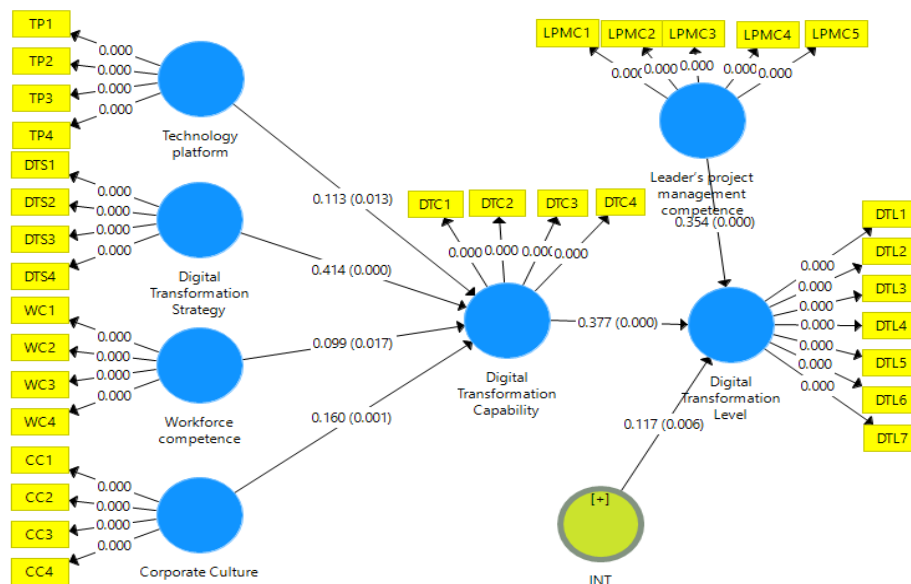 TP1
TP2
TP3
TP4
0.000
0.000
0.000
0.000
Technology
platform
DTS1
DTS2
DTS3
DTS4
0.000
0.000
0.000
0.000
Digital
Transformation
Strategy
WC1
WC2
WC3
WC4
0.000
0.000
0.000
0.000
Workforce
competence
CC1
CC2
CC3
CC4
0.000
0.000
0.000
0.000
Corporate Culture
0.113 (0.013)
0.414 (0.000)
0.099 (0.017)
0.160 (0.001)
DTC1
DTC2
DTC3
DTC4
0.000
0.000
0.000
0.000
Digital
Transformation
Capability
0.377 (0.000)
LPMC1
LPMC2
LPMC3
LPMC4
LPMC5
0.000
0.000
0.000
0.000
0.000
Leader's project
management
competence
0.354 (0.000)
DTL1
DTL2
DTL3
DTL4
DTL5
DTL6
DTL7
0.000
0.000
0.000
0.000
0.000
0.000
0.000
Digital
Transformation
Level
0.117 (0.006)
[+]
INT